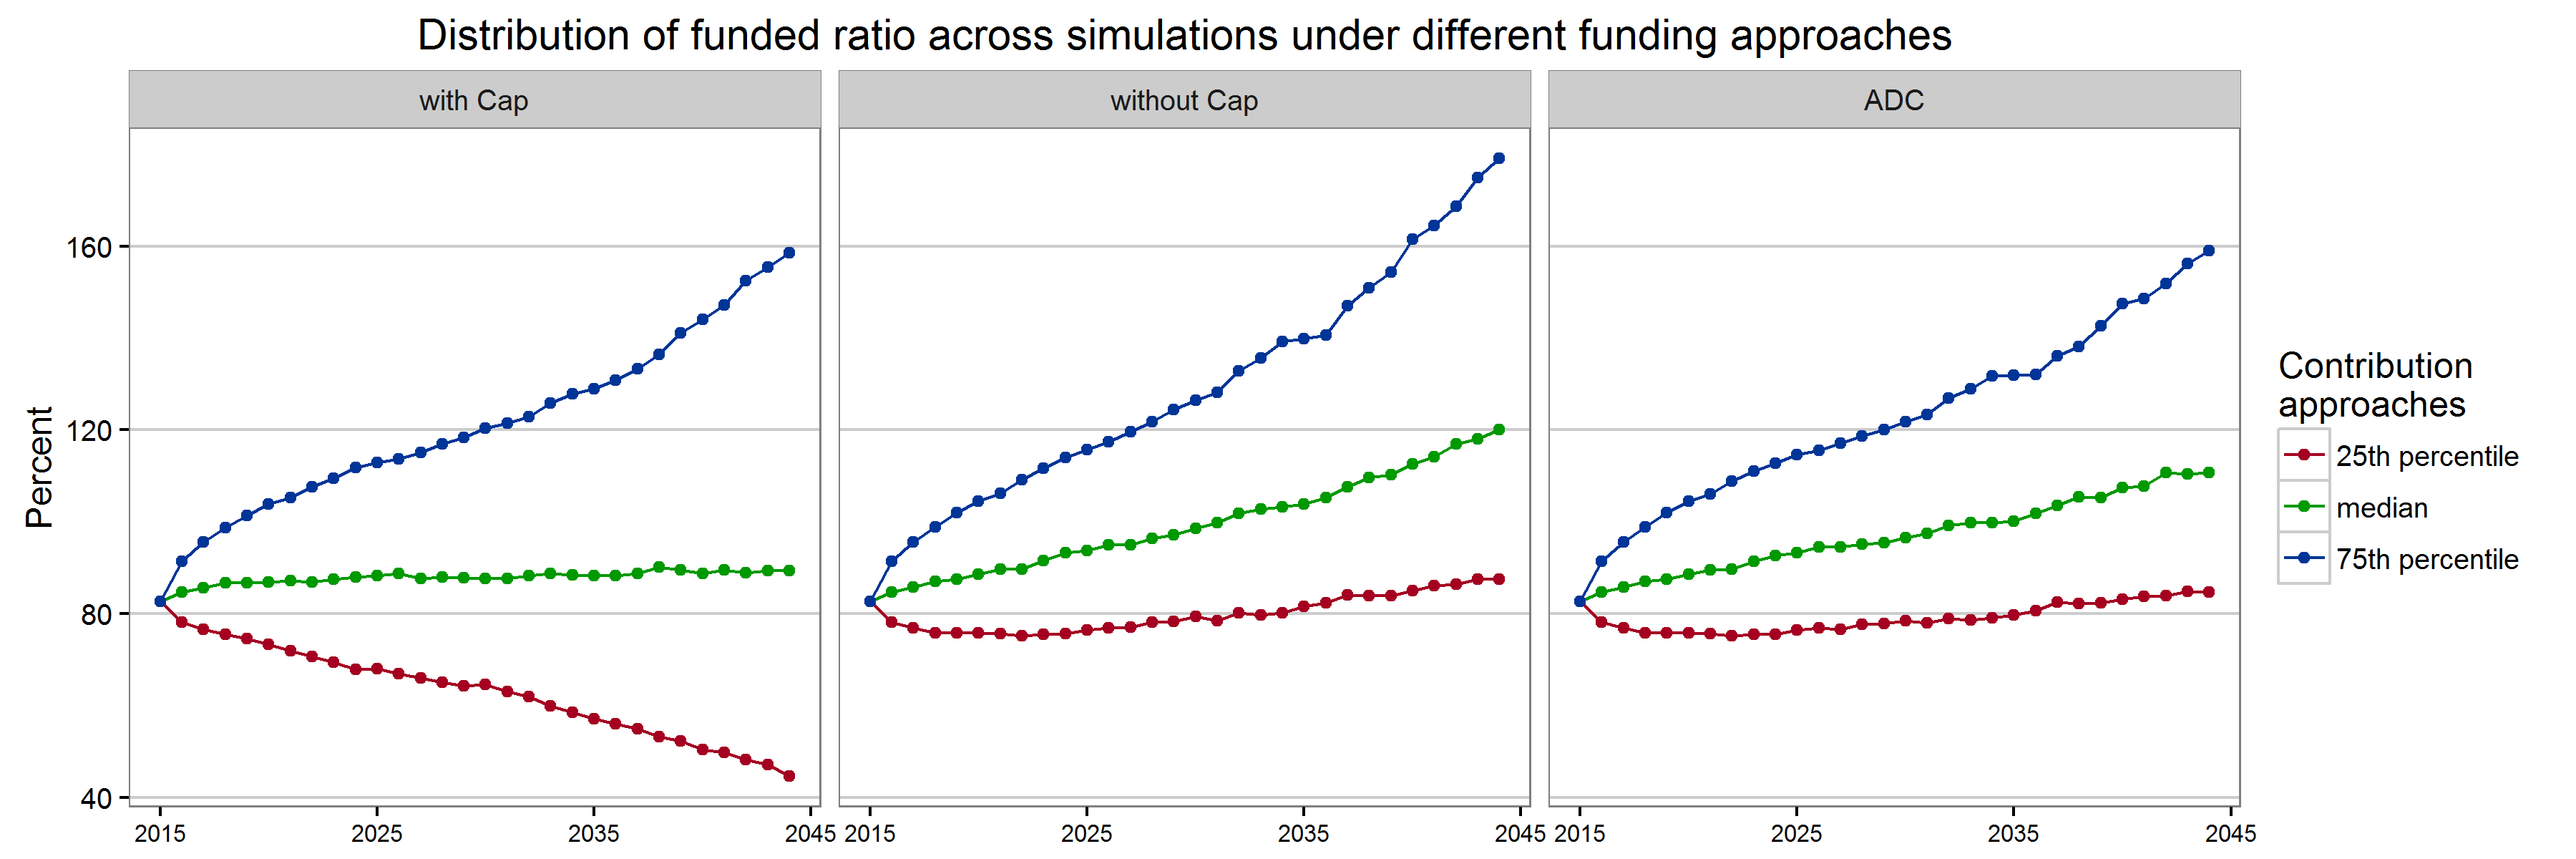 Distribution of funded ratio across simulations under different funding approaches
with Cap
without Cap
ADC
Percent
160
120
80
40
2015 2025 2035 2045
2015 2025 2035 2045
2015 2025 2035 2045
Contribution
approaches
25th percentile
median
75th percentile